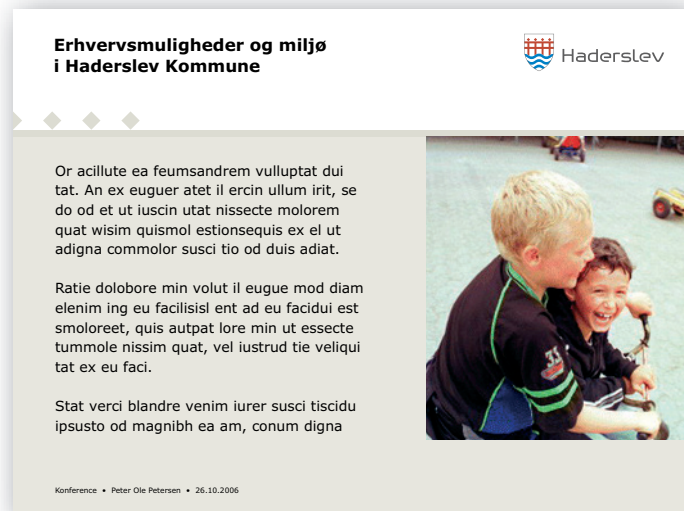 Erhvervsmuligheder og miljø
i Haderslev Kommune
Haderslev
Or acillute ea feumsandrem vulluptat dui
tat. An ex euguer atet il ercin ullum irit, se
do od et ut iuscin utat nissecte molorem
quat wisim quismol estionsequis ex el ut
adigna commolor susci tio od duis adiat.
Ratie dolobore min volut il eugue mod diam
elenim ing eu facilisisl ent ad eu facidui est
smoloreet, quis autpat lore min ut essecte
tummole nissim quat, vel iustrud tie veliqui
tat ex eu faci.
Stat verci blandre venim iurer susci tiscidu
ipsusto od magnibh ea am, conum digna
33
Konference • Peter Ole Petersen • 26.10.2006